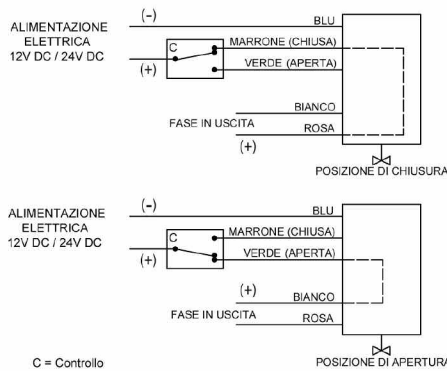 (-)
BLU
ALIMENTAZIONE
ELETTRICA
12V DC / 24V DC
C
MARRONE (CHIUSA)
(+)
VERDE (APERTA)
BIANCO
FASE IN USCITA
ROSA
(+)
POSIZIONE DI CHIUSURA
(-)
BLU
ALIMENTAZIONE
ELETTRICA
12V DC / 24V DC
C
MARRONE (CHIUSA)
(+)
VERDE (APERTA)
(+)
BIANCO
FASE IN USCITA
ROSA
C = Controllo
POSIZIONE DI APERTURA